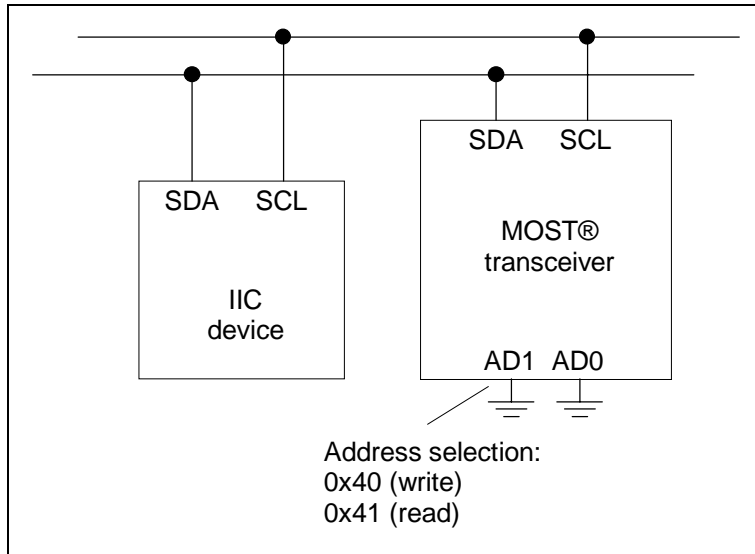 SDA SCL
SDA SCL
MOST®
transceiver
IIC
device
AD1 AD0
Address selection:
0x40 (write)
0x41 (read)